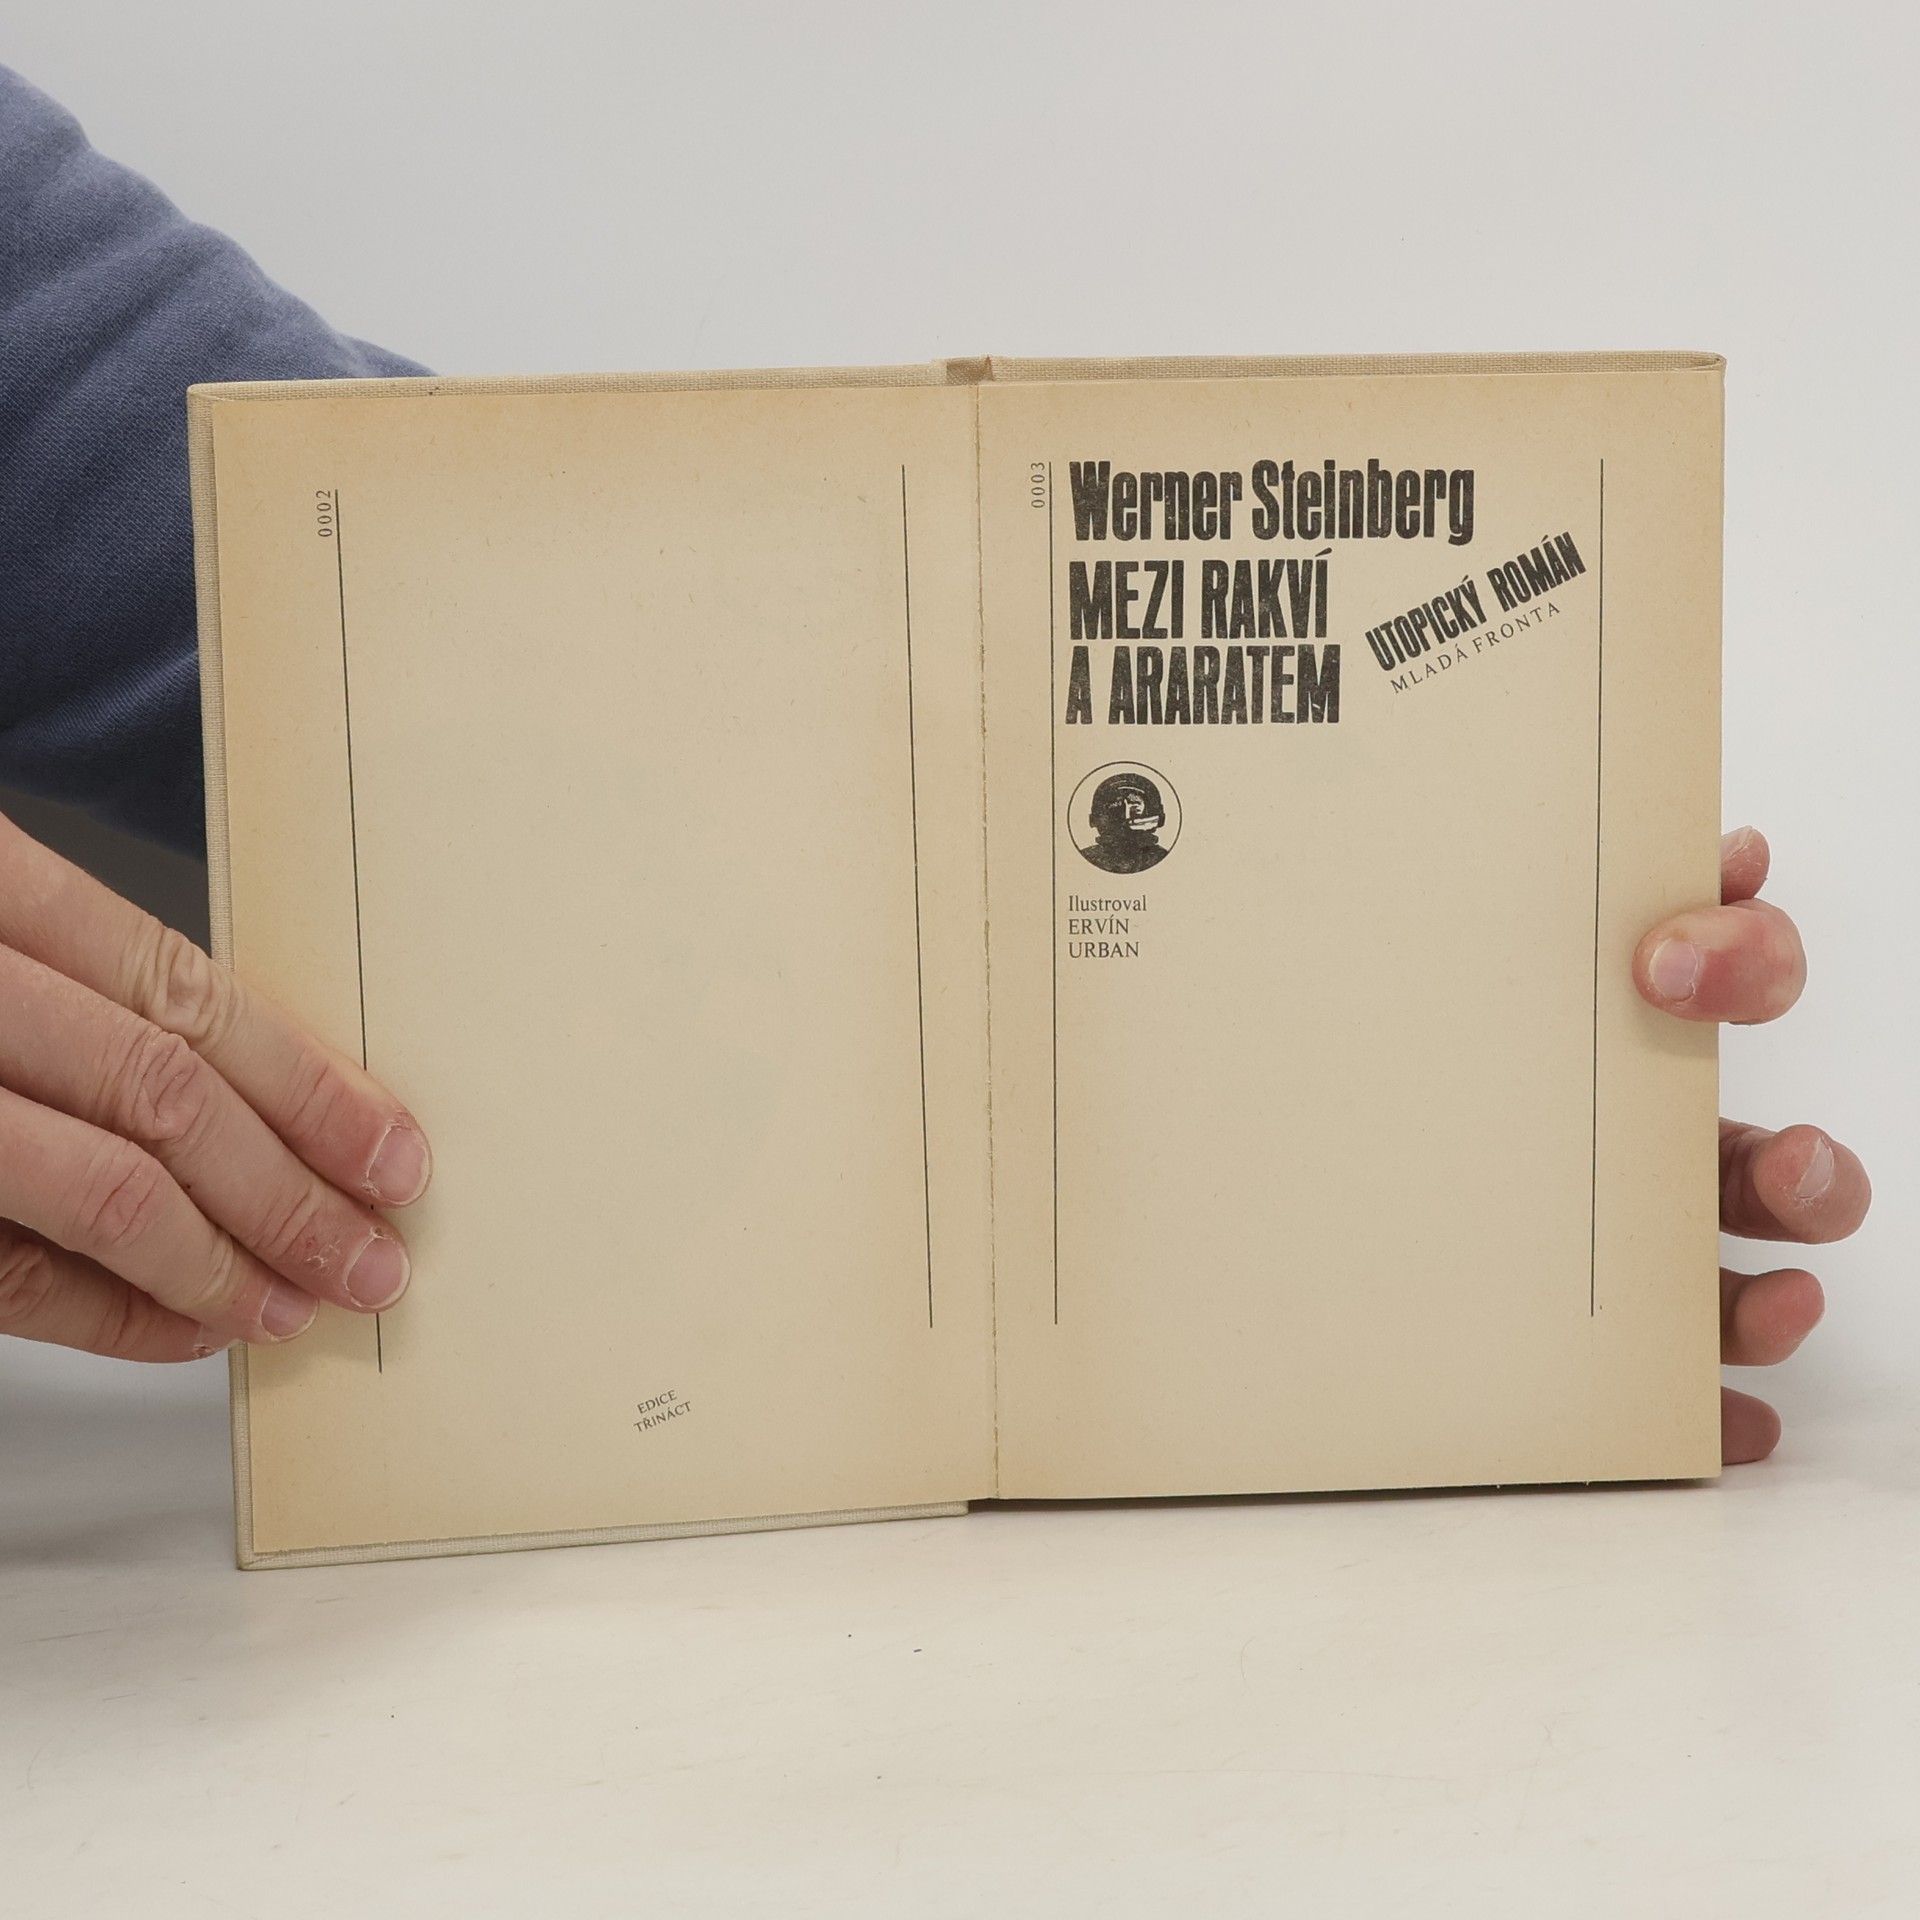 0002
EDICE
TŘINÁCT
0003
Werner Steinberg
MEZI RAKVÍ
A ARARATEM
UTOPICKÝ ROMÁN
MLADÁ FRONTA
Ilustroval
ERVÍN
URBAN